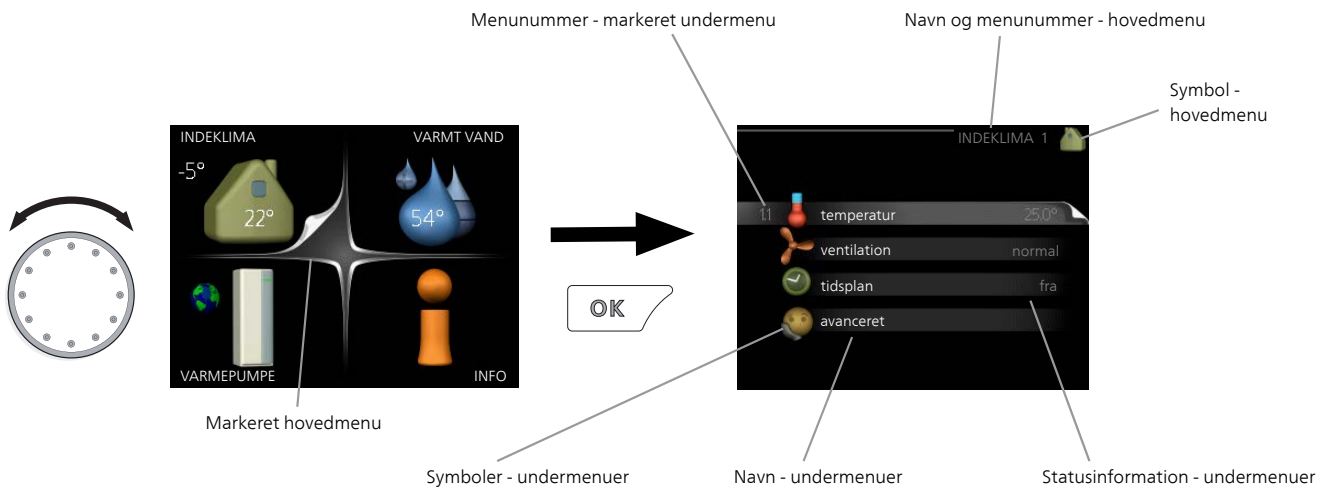 Menunummer - markeret undermenu
Navn og menunummer - hovedmenu
Symbol -
hovedmenu
INDEKLIMA
VARMT VAND
-5°
22°
54°
VARMEPUMPE
INFO
Markeret hovedmenu
OK
INDEKLIMA 1
1.1 temperatur 25.0°
ventilation normal
tidsplan fra
avanceret
Symboler - undermenuer
Navn - undermenuer
Statusinformation - undermenuer